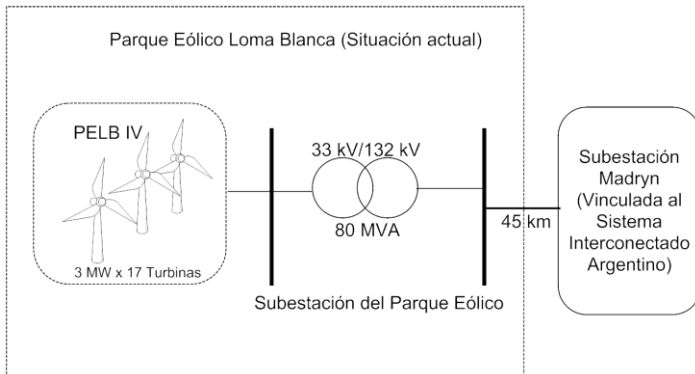 Parque Eólico Loma Blanca (Situación actual)
PELB IV
3 MW x 17 Turbinas
33 kV/132 kV
80 MVA
Subestación del Parque Eólico
45 km
Subestación
Madryn
(Vinculada al
Sistema
Interconectado
Argentino)